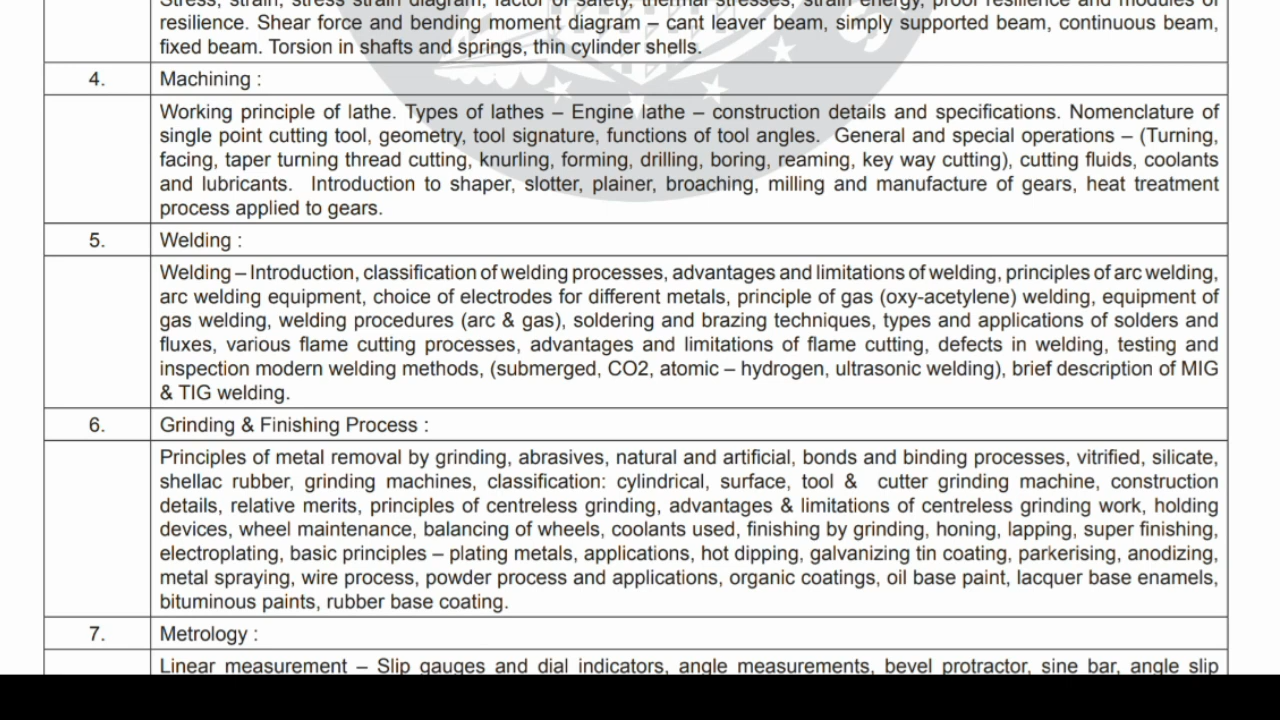 Stress, strain, stress strain diagram, factor of safety, thermal stresses, strain energy, proof resilience and modules of
resilience. Shear force and bending moment diagram – cant leaver beam, simply supported beam, continuous beam,
fixed beam. Torsion in shafts and springs, thin cylinder shells.
4. Machining :
Working principle of lathe. Types of lathes – Engine lathe – construction details and specifications. Nomenclature of
single point cutting tool, geometry, tool signature, functions of tool angles. General and special operations – (Turning,
facing, taper turning thread cutting, knurling, forming, drilling, boring, reaming, key way cutting), cutting fluids, coolants
and lubricants. Introduction to shaper, slotter, plainer, broaching, milling and manufacture of gears, heat treatment
process applied to gears.
5. Welding :
Welding – Introduction, classification of welding processes, advantages and limitations of welding, principles of arc welding,
arc welding equipment, choice of electrodes for different metals, principle of gas (oxy-acetylene) welding, equipment of
gas welding, welding procedures (arc & gas), soldering and brazing techniques, types and applications of solders and
fluxes, various flame cutting processes, advantages and limitations of flame cutting, defects in welding, testing and
inspection modern welding methods, (submerged, CO2, atomic – hydrogen, ultrasonic welding), brief description of MIG
& TIG welding.
6. Grinding & Finishing Process :
Principles of metal removal by grinding, abrasives, natural and artificial, bonds and binding processes, vitrified, silicate,
shellac rubber, grinding machines, classification: cylindrical, surface, tool & cutter grinding machine, construction
details, relative merits, principles of centreless grinding, advantages & limitations of centreless grinding work, holding
devices, wheel maintenance, balancing of wheels, coolants used, finishing by grinding, honing, lapping, super finishing,
electroplating, basic principles – plating metals, applications, hot dipping, galvanizing tin coating, parkerising, anodizing,
metal spraying, wire process, powder process and applications, organic coatings, oil base paint, lacquer base enamels,
bituminous paints, rubber base coating.
7. Metrology :
Linear measurement – Slip gauges and dial indicators, angle measurements, bevel protractor, sine bar, angle slip